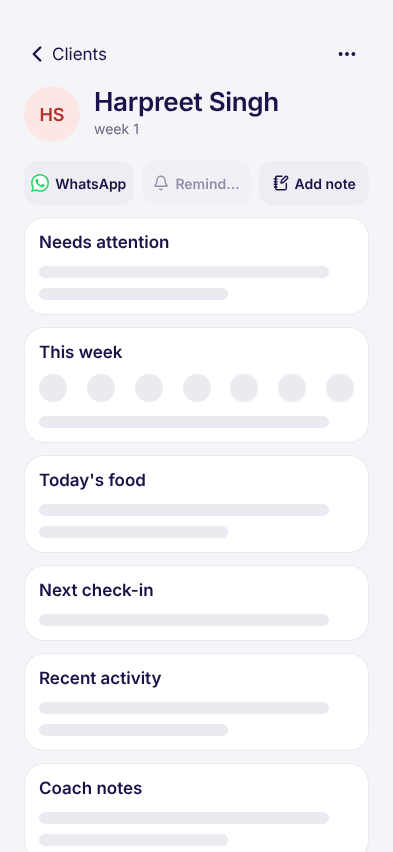 Clients
HS
Harpreet Singh
week 1
WhatsApp
Remind...
Add note
Needs attention
This week
Today's food
Next check-in
Recent activity
Coach notes